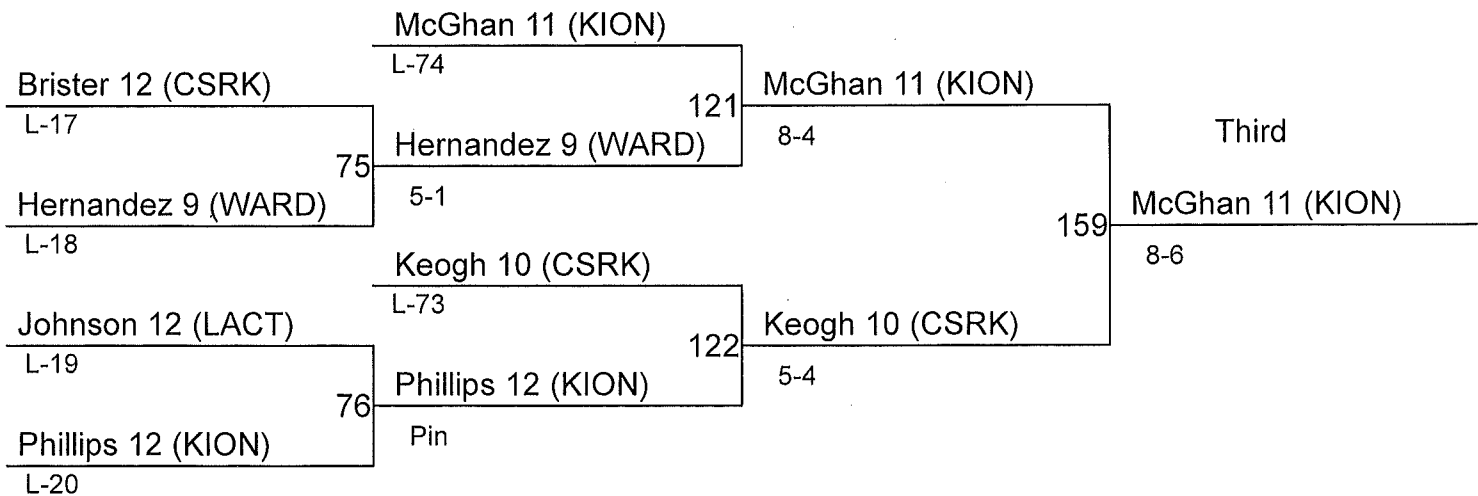 McGhan 11 (KION)
L-74
Brister 12 (CSRK)
L-17
121
McGhan 11 (KION)
8-4
Third
75
Hernandez 9 (WARD)
5-1
Hernandez 9 (WARD)
L-18
159
McGhan 11 (KION)
8-6
Keogh 10 (CSRK)
L-73
Johnson 12 (LACT)
L-19
122
Keogh 10 (CSRK)
5-4
76
Phillips 12 (KION)
Pin
Phillips 12 (KION)
L-20